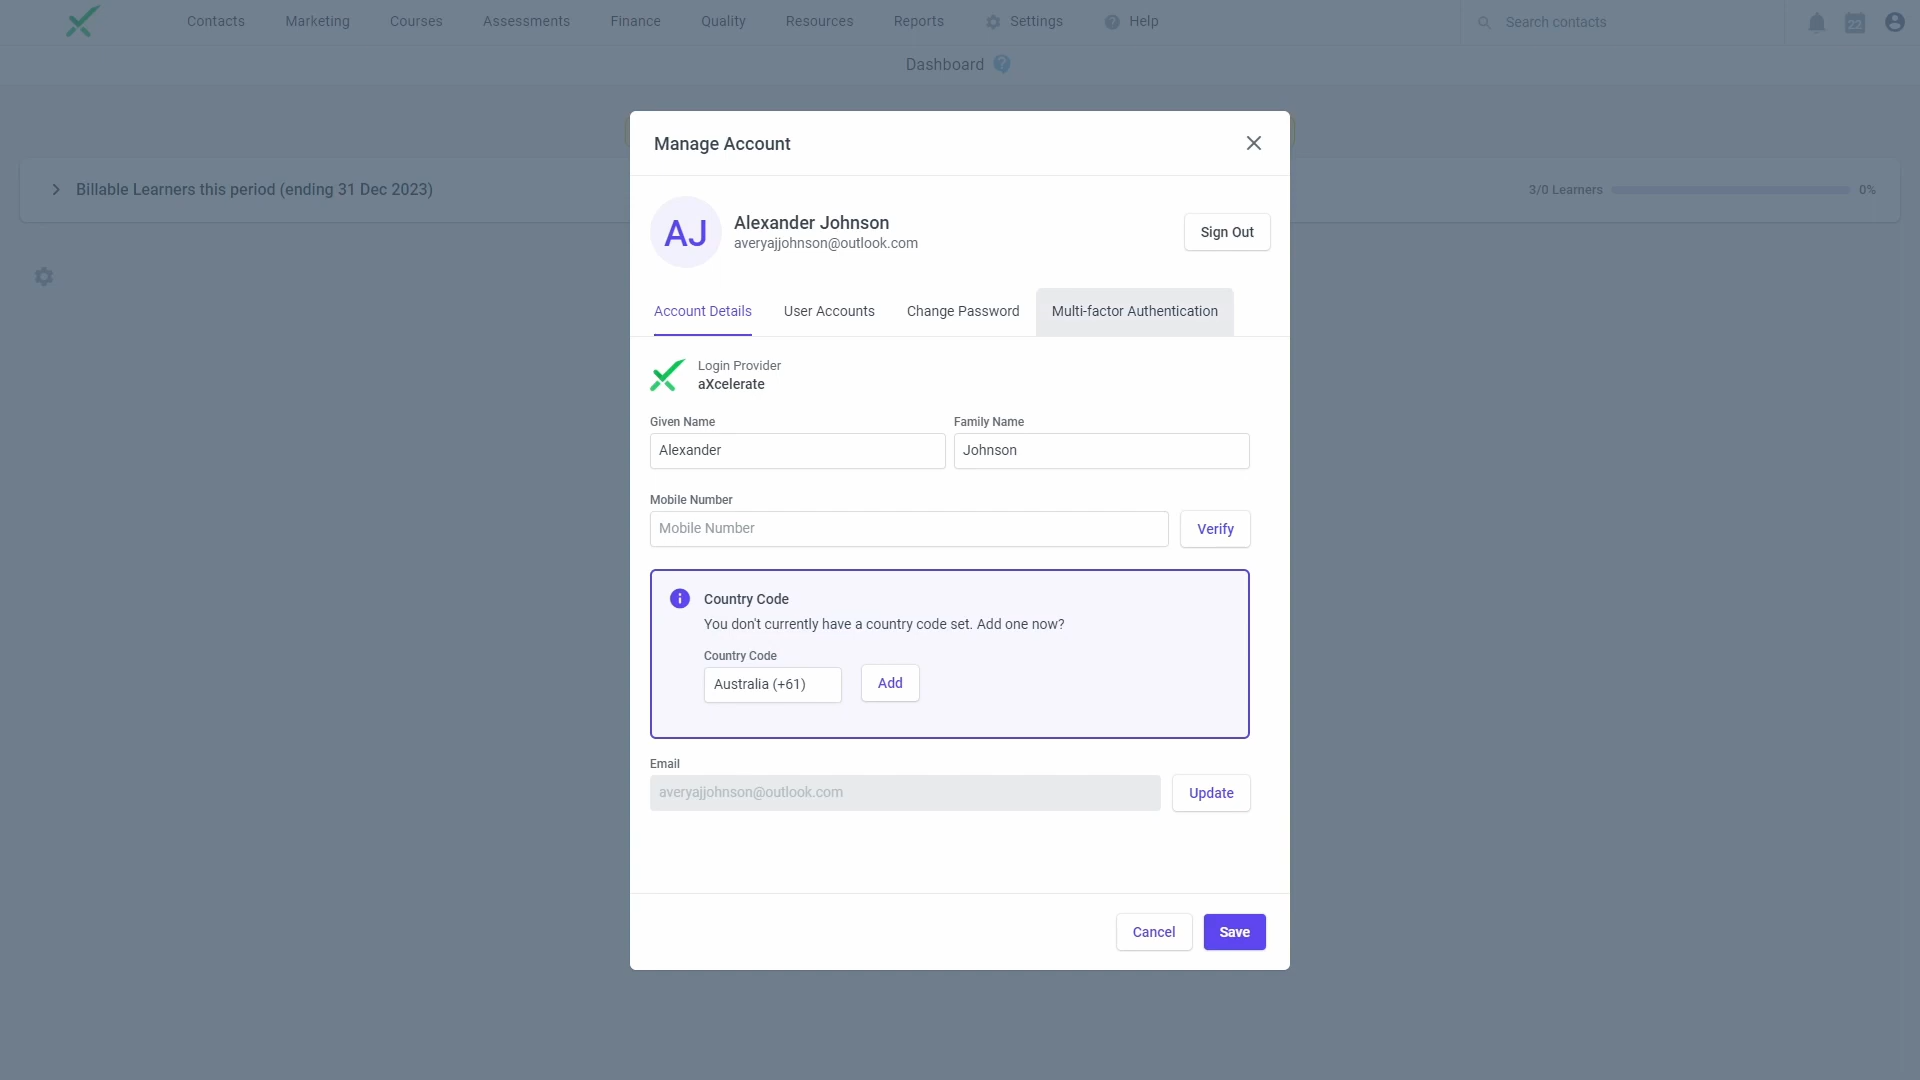 Contacts Marketing Courses Assessments Finance Quality Resources Reports Settings Help Search contacts 22
Dashboard ?
Manage Account
Billable Learners this period (ending 31 Dec 2023) 3/0 Learners 0%
AJ
Alexander Johnson
averyajjohnson@outlook.com
Sign Out
Account Details User Accounts Change Password Multi-factor Authentication
Login Provider
aXcelerate
Given Name Family Name
Alexander Johnson
Mobile Number
Mobile Number Verify
Country Code
You don't currently have a country code set. Add one now?
Country Code
Australia (+61) Add
Email
averyajjohnson@outlook.com Update
Cancel Save